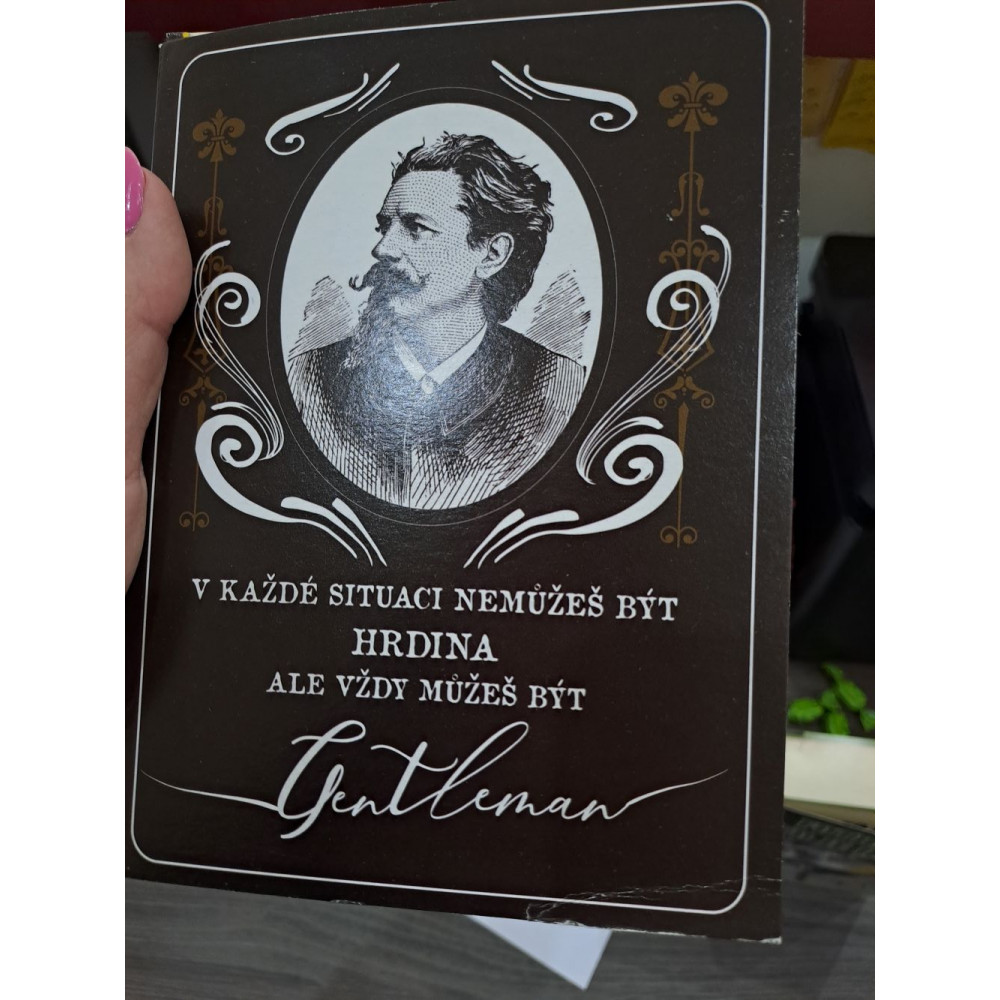 V KAŽDÉ SITUACI NEMŮŽEŠ BÝT
HRDINA
ALE VŽDY MŮŽEŠ BÝT
Gentleman